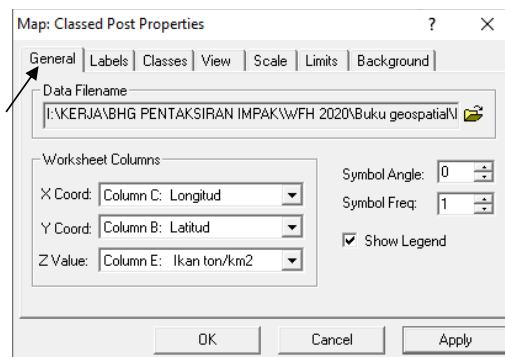 Map: Classed Post Properties ? ×
General Labels Classes View Scale Limits Background
Data Filename
I:\KERJA\BHG PENTAKSIRAN IMPAK\WFH 2020\Buku geospatial\
Worksheet Columns
X Coord: Column C: Longitud
Y Coord: Column B: Latitud
Z Value: Column E: Ikan ton/km2
Symbol Angle: 0
Symbol Freq: 1
Show Legend
OK Cancel Apply